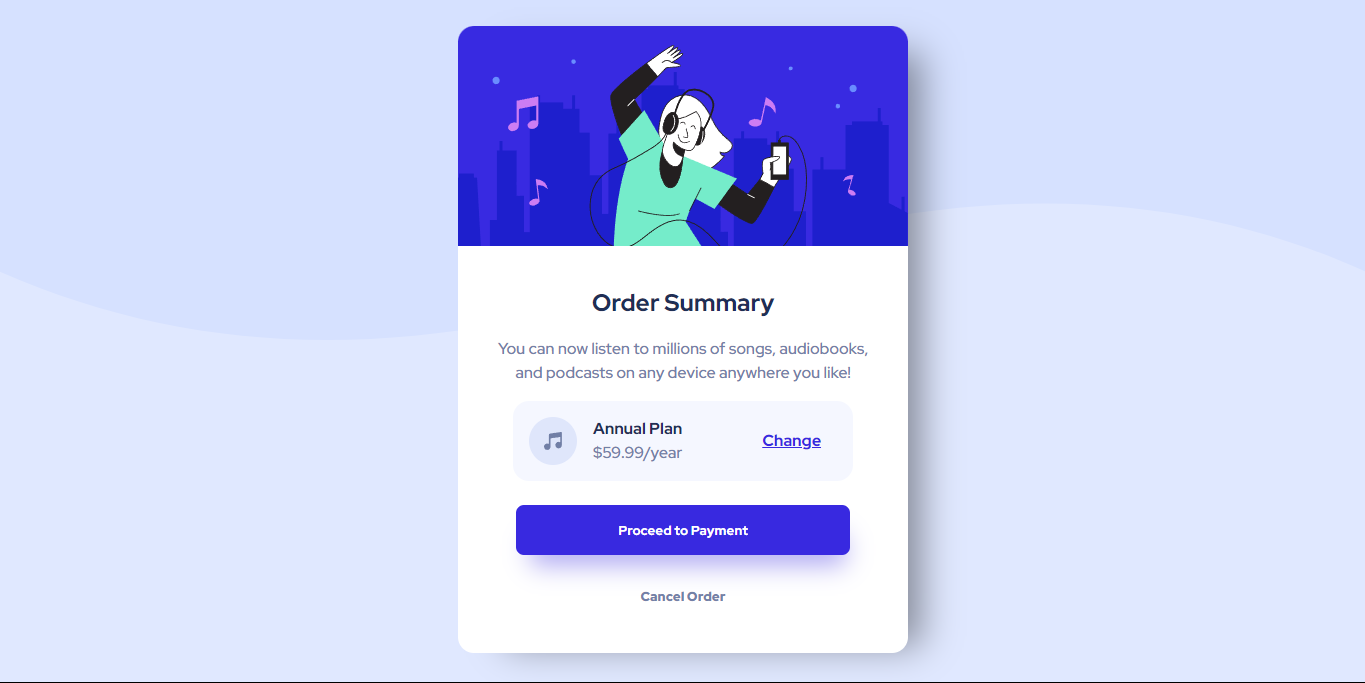 Order Summary
You can now listen to millions of songs, audiobooks,
and podcasts on any device anywhere you like!
Annual Plan
$59.99/year
Change
Proceed to Payment
Cancel Order